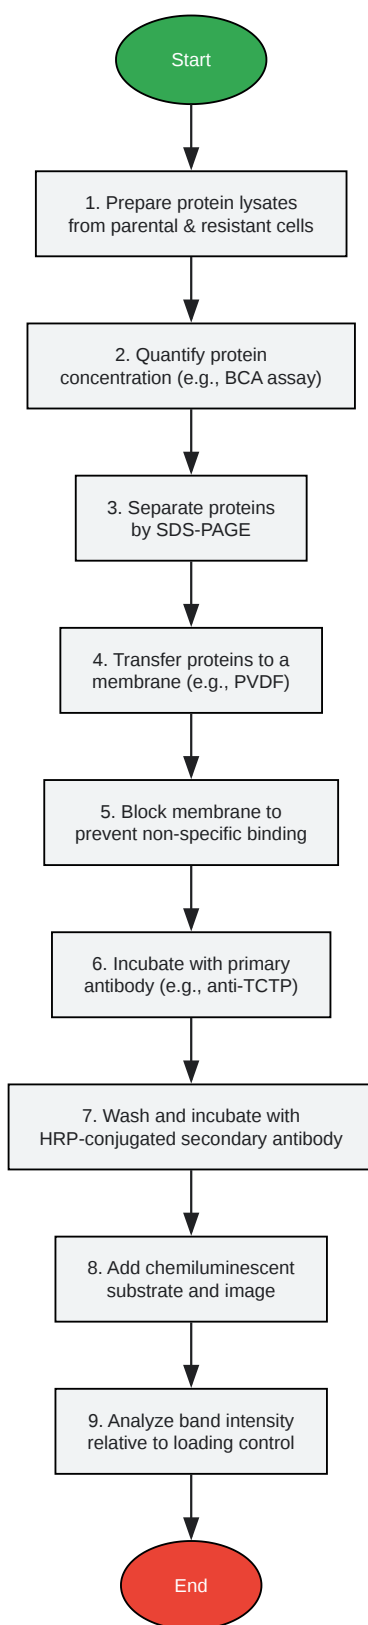 Start
1. Prepare protein lysates
from parental & resistant cells
2. Quantify protein
concentration (e.g., BCA assay)
3. Separate proteins
by SDS-PAGE
4. Transfer proteins to a
membrane (e.g., PVDF)
5. Block membrane to
prevent non-specific binding
6. Incubate with primary
antibody (e.g., anti-TCTP)
7. Wash and incubate with
HRP-conjugated secondary antibody
8. Add chemiluminescent
substrate and image
9. Analyze band intensity
relative to loading control
End